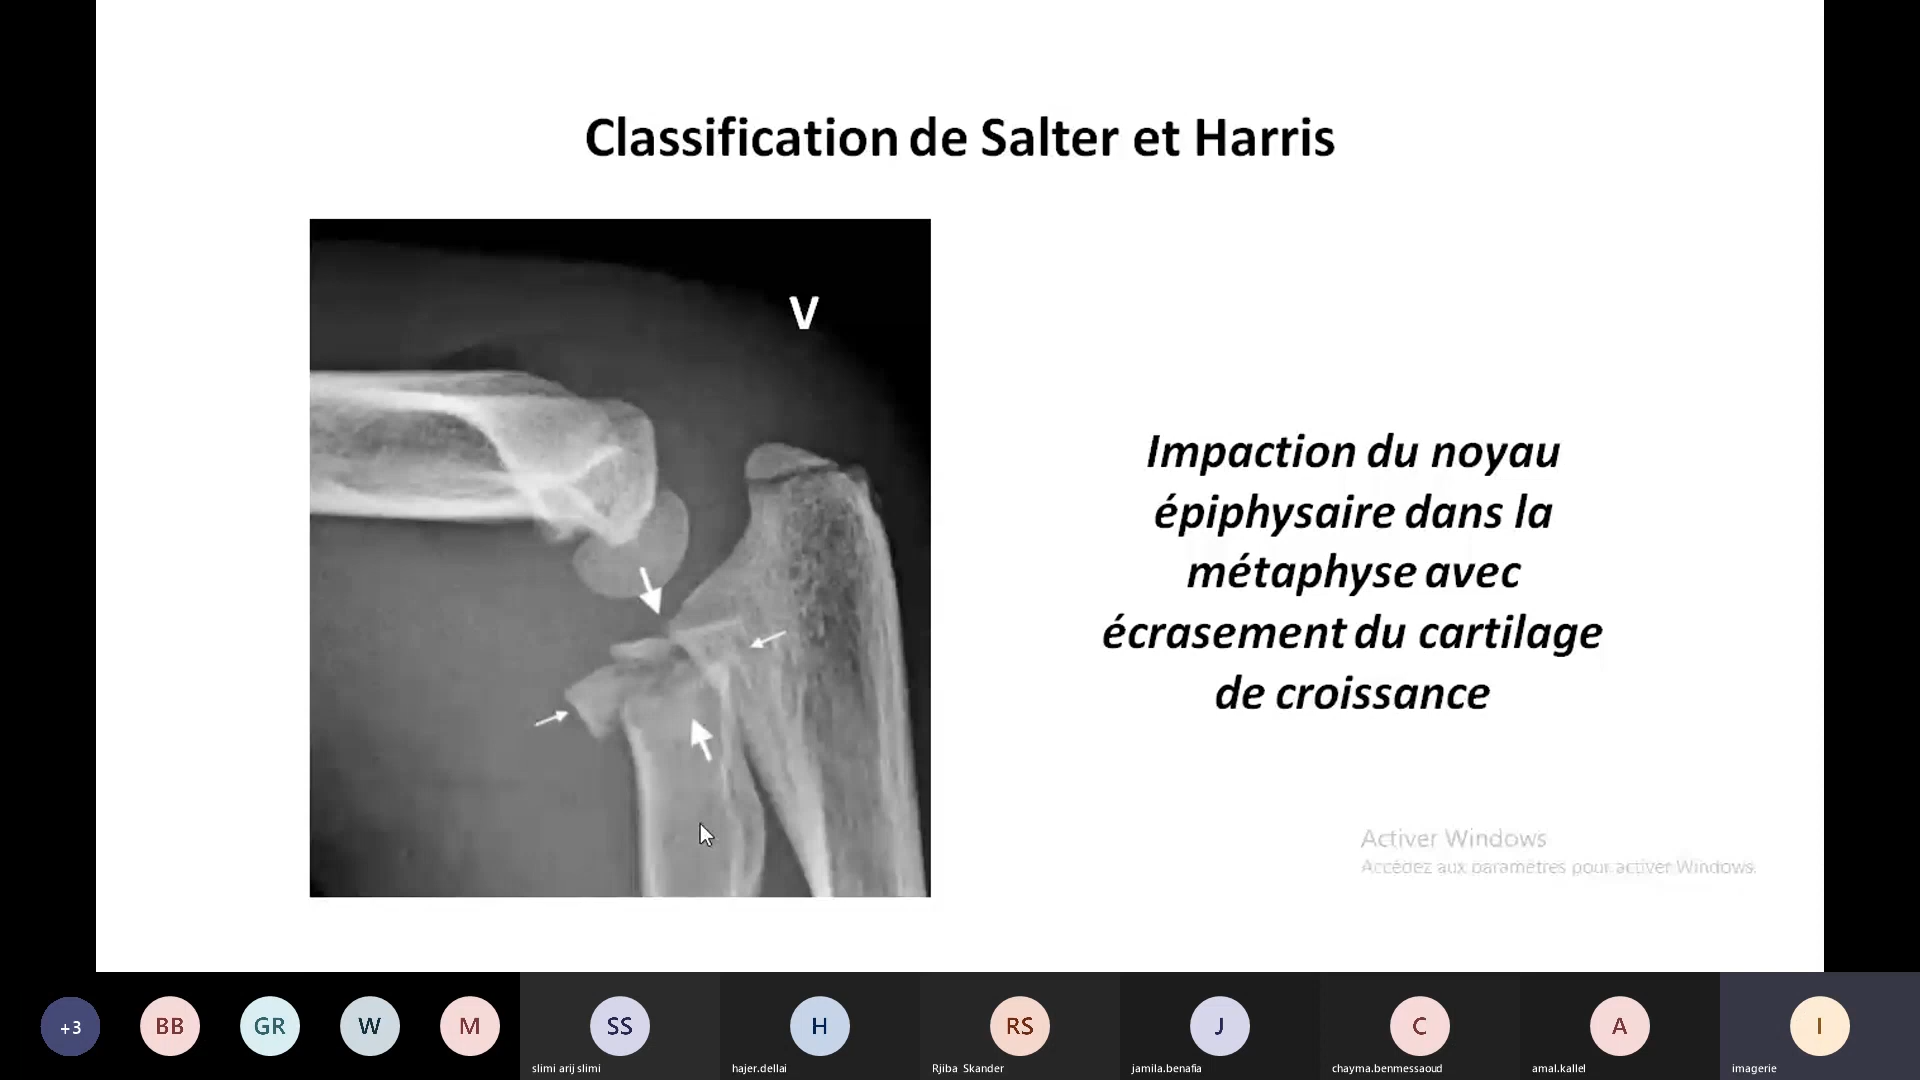 Classification de Salter et Harris
V
Impaction du noyau
épiphysaire dans la
métaphyse avec
écrasement du cartilage
de croissance
Activer Windows
Accédez aux paramètres pour activer Windows.
+3
BB
GR
W
M
SS
H
RS
J
C
A
I
slimi arij slimi
hajer.dellai
Rjiba Skander
jamila.benafia
chayma.benmessaoud
amal.kallel
imagerie